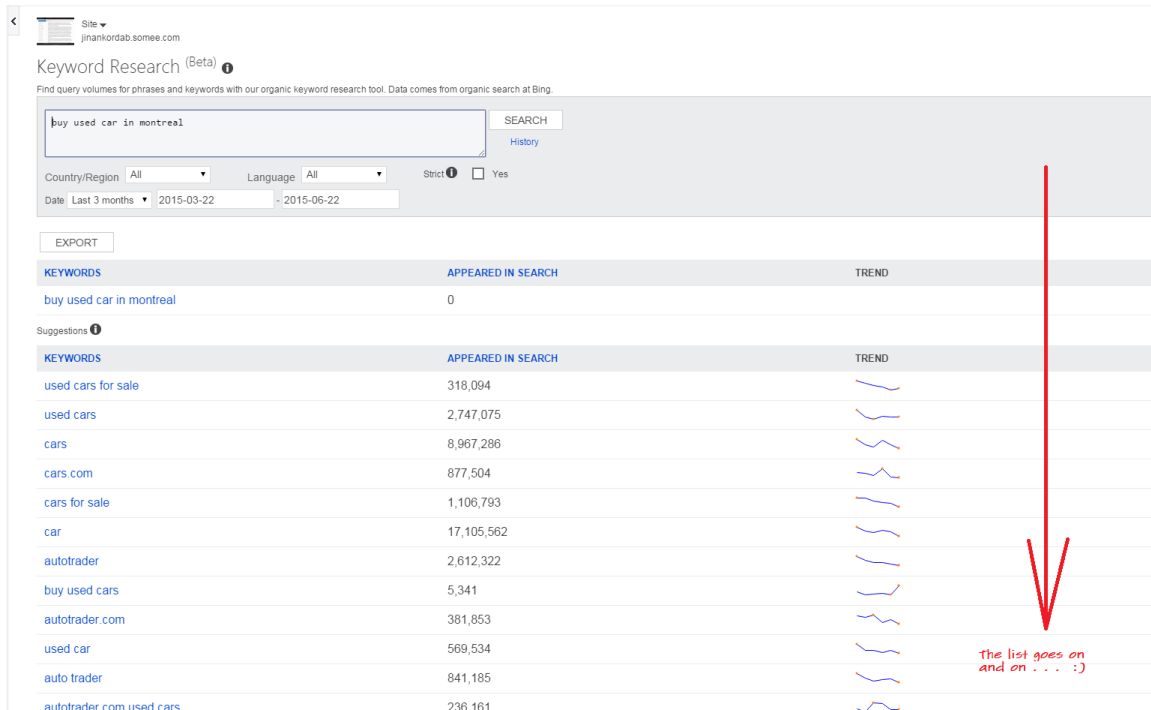 Site
jinankordab.somee.com
Keyword Research (Beta)
Find query volumes for phrases and keywords with our organic keyword research tool. Data comes from organic search at Bing.
buy used car in montreal SEARCH
History
Country/Region All Language All Strict Yes
Date Last 3 months 2015-03-22 - 2015-06-22
EXPORT
KEYWORDS APPEARED IN SEARCH TREND
buy used car in montreal 0
Suggestions
KEYWORDS APPEARED IN SEARCH TREND
used cars for sale 318,094
used cars 2,747,075
cars 8,967,286
cars.com 877,504
cars for sale 1,106,793
car 17,105,562
autotrader 2,612,322
buy used cars 5,341
autotrader.com 381,853
used car 569,534
The list goes on
and on . . . :)
auto trader 841,185
autotrader com used cars 236,161